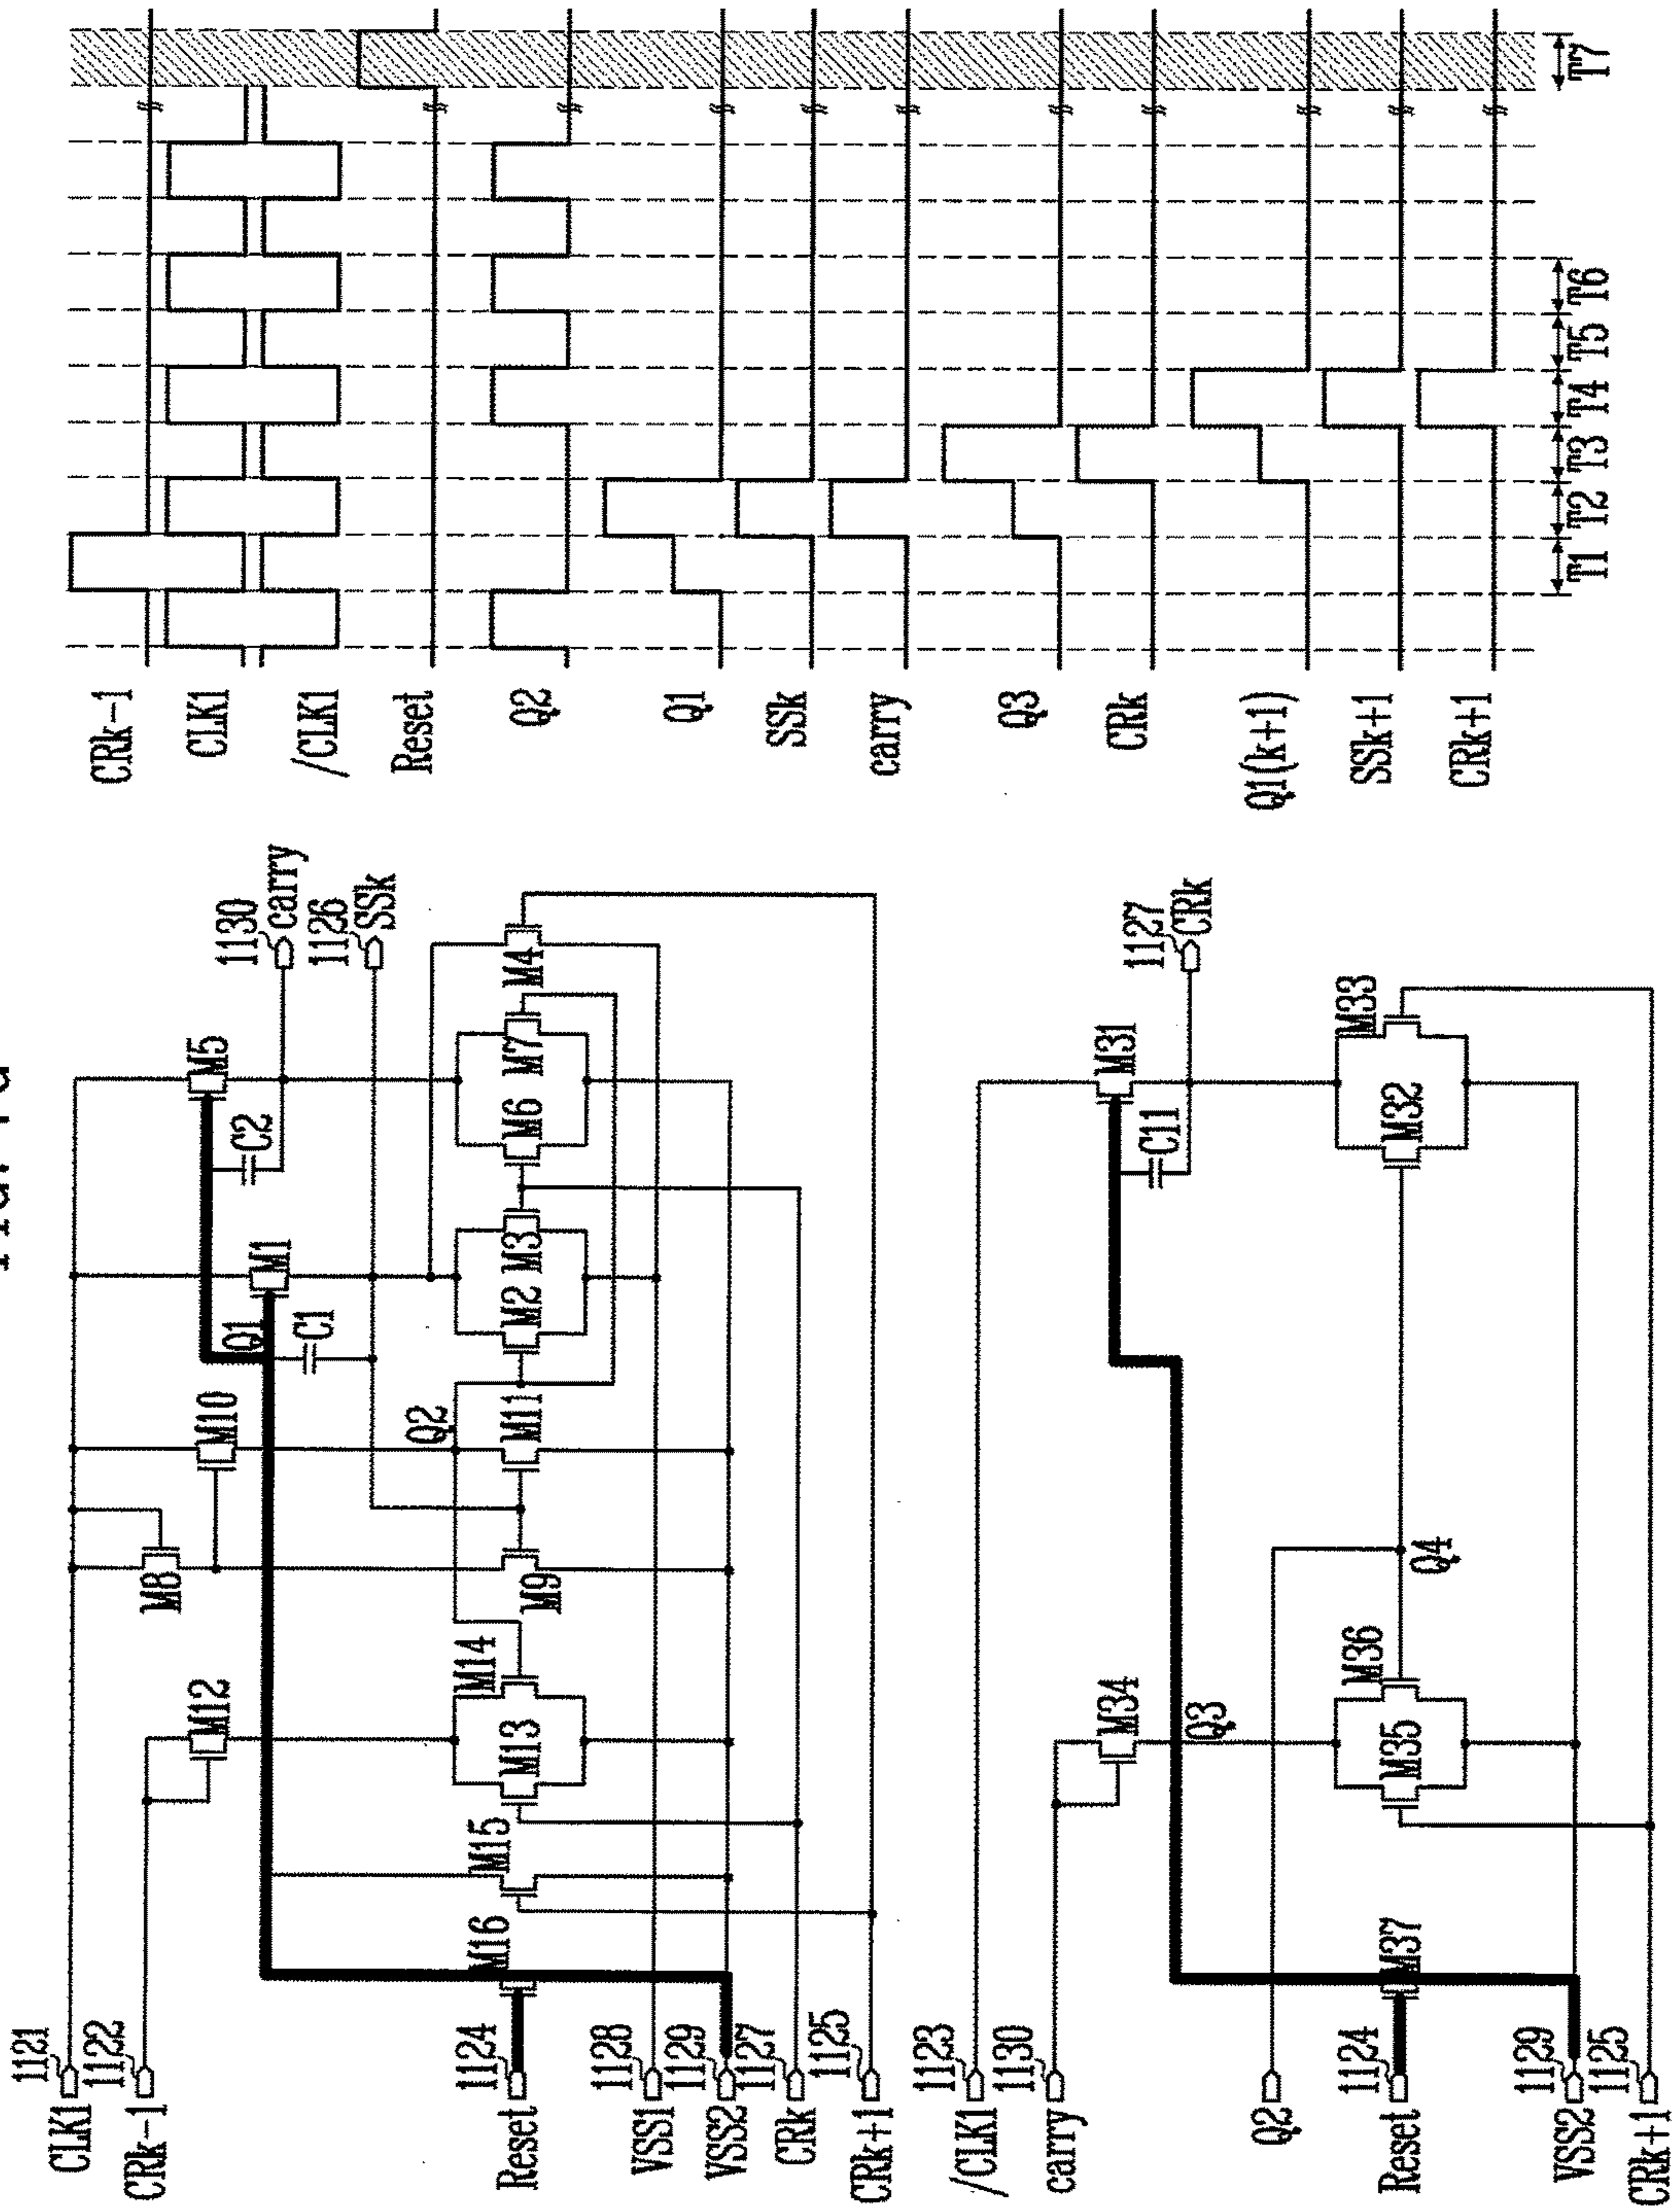 CLK1
1121
CRk-1
1122
M12
M8
M10
Q1
C1
M1
M5
C2
1130
carry
1126
SSk
Reset
1124
M16
M15
M13
M14
M9
Q2
M11
M2
M3
M6
M7
M4
VSS1
1128
VSS2
1129
CRk
1127
CRk+1
1125
/CLK1
1123
carry
1130
M34
Q3
C11
M31
1127
CRk
Q2
Reset
1124
M37
M35
M36
Q4
M32
M33
VSS2
1129
CRk+1
1125
CRk-1
CLK1
/CLK1
Reset
Q2
Q1
SSk
carry
Q3
CRk
Q1(k+1)
SSk+1
CRk+1
T1
T2
T3
T4
T5
T6
T7